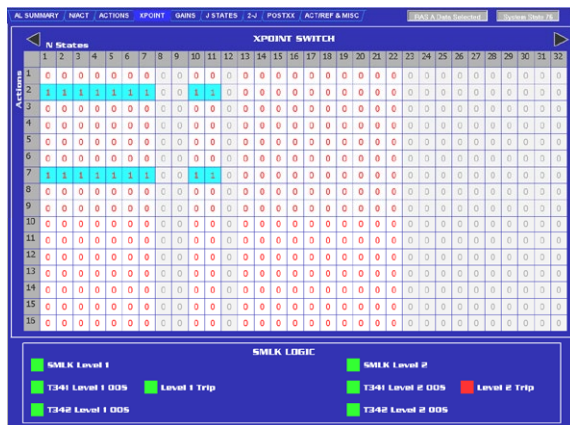 AL SUMMARY N/ACT ACTIONS XPOINT GAINS J STATES 2-J POSTXX ACT/REF & MISC RAS A Data Selected System State
XPOINT SWITCH
N States
1 2 3 4 5 6 7 8 9 10 11 12 13 14 15 16 17 18 19 20 21 22 23 24 25 26 27 28 29 30 31 32
Actions
1 0 0 0 0 0 0 0 0 0 0 0 0 0 0 0 0 0 0 0 0 0 0 0 0 0 0 0 0 0 0 0 0
2 1 1 1 1 1 1 1 0 0 1 1 0 0 0 0 0 0 0 0 0 0 0 0 0 0 0 0 0 0 0 0 0
3 0 0 0 0 0 0 0 0 0 0 0 0 0 0 0 0 0 0 0 0 0 0 0 0 0 0 0 0 0 0 0 0
4 0 0 0 0 0 0 0 0 0 0 0 0 0 0 0 0 0 0 0 0 0 0 0 0 0 0 0 0 0 0 0 0
5 0 0 0 0 0 0 0 0 0 0 0 0 0 0 0 0 0 0 0 0 0 0 0 0 0 0 0 0 0 0 0 0
6 0 0 0 0 0 0 0 0 0 0 0 0 0 0 0 0 0 0 0 0 0 0 0 0 0 0 0 0 0 0 0 0
7 1 1 1 1 1 1 1 0 0 1 1 0 0 0 0 0 0 0 0 0 0 0 0 0 0 0 0 0 0 0 0 0
8 0 0 0 0 0 0 0 0 0 0 0 0 0 0 0 0 0 0 0 0 0 0 0 0 0 0 0 0 0 0 0 0
9 0 0 0 0 0 0 0 0 0 0 0 0 0 0 0 0 0 0 0 0 0 0 0 0 0 0 0 0 0 0 0 0
10 0 0 0 0 0 0 0 0 0 0 0 0 0 0 0 0 0 0 0 0 0 0 0 0 0 0 0 0 0 0 0 0
11 0 0 0 0 0 0 0 0 0 0 0 0 0 0 0 0 0 0 0 0 0 0 0 0 0 0 0 0 0 0 0 0
12 0 0 0 0 0 0 0 0 0 0 0 0 0 0 0 0 0 0 0 0 0 0 0 0 0 0 0 0 0 0 0 0
13 0 0 0 0 0 0 0 0 0 0 0 0 0 0 0 0 0 0 0 0 0 0 0 0 0 0 0 0 0 0 0 0
14 0 0 0 0 0 0 0 0 0 0 0 0 0 0 0 0 0 0 0 0 0 0 0 0 0 0 0 0 0 0 0 0
15 0 0 0 0 0 0 0 0 0 0 0 0 0 0 0 0 0 0 0 0 0 0 0 0 0 0 0 0 0 0 0 0
16 0 0 0 0 0 0 0 0 0 0 0 0 0 0 0 0 0 0 0 0 0 0 0 0 0 0 0 0 0 0 0 0
SMLK LOGIC
SMLK Level 1 SMLK Level 2
T341 Level 1 OOS Level 1 Trip T341 Level 2 OOS Level 2 Trip
T342 Level 1 OOS T342 Level 2 OOS